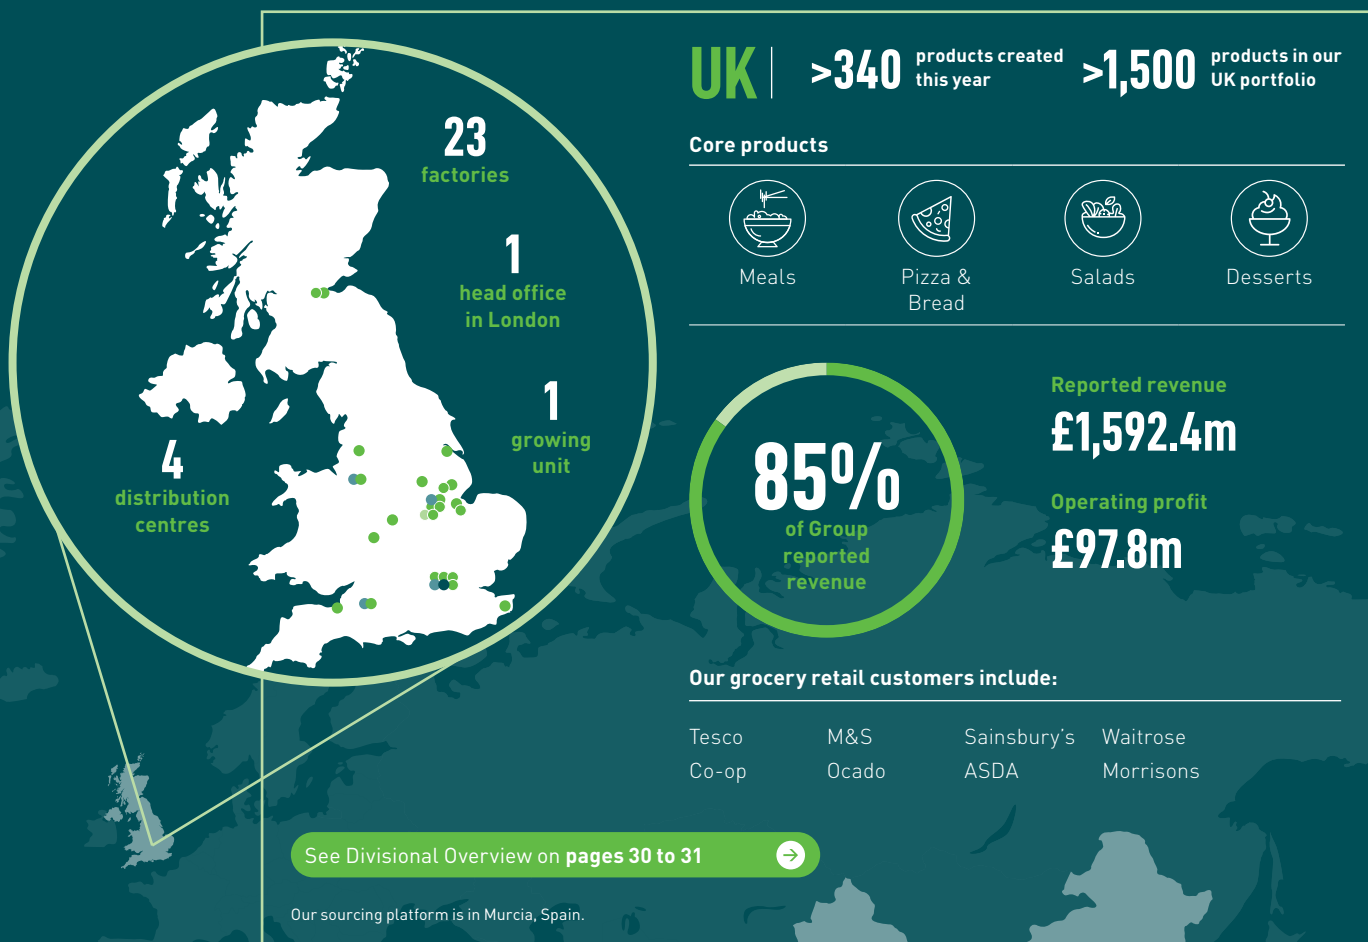 23
factories
1
head office
in London
1
growing
unit
4
distribution
centres
UK
>340
products created
this year
>1,500
products in our
UK portfolio
Core products
Meals
Pizza &
Bread
Salads
Desserts
85%
of Group
reported
revenue
Reported revenue
£1,592.4m
Operating profit
£97.8m
Our grocery retail customers include:
Tesco
M&S
Sainsbury's
Waitrose
Co-op
Ocado
ASDA
Morrisons
See Divisional Overview on pages 30 to 31
Our sourcing platform is in Murcia, Spain.